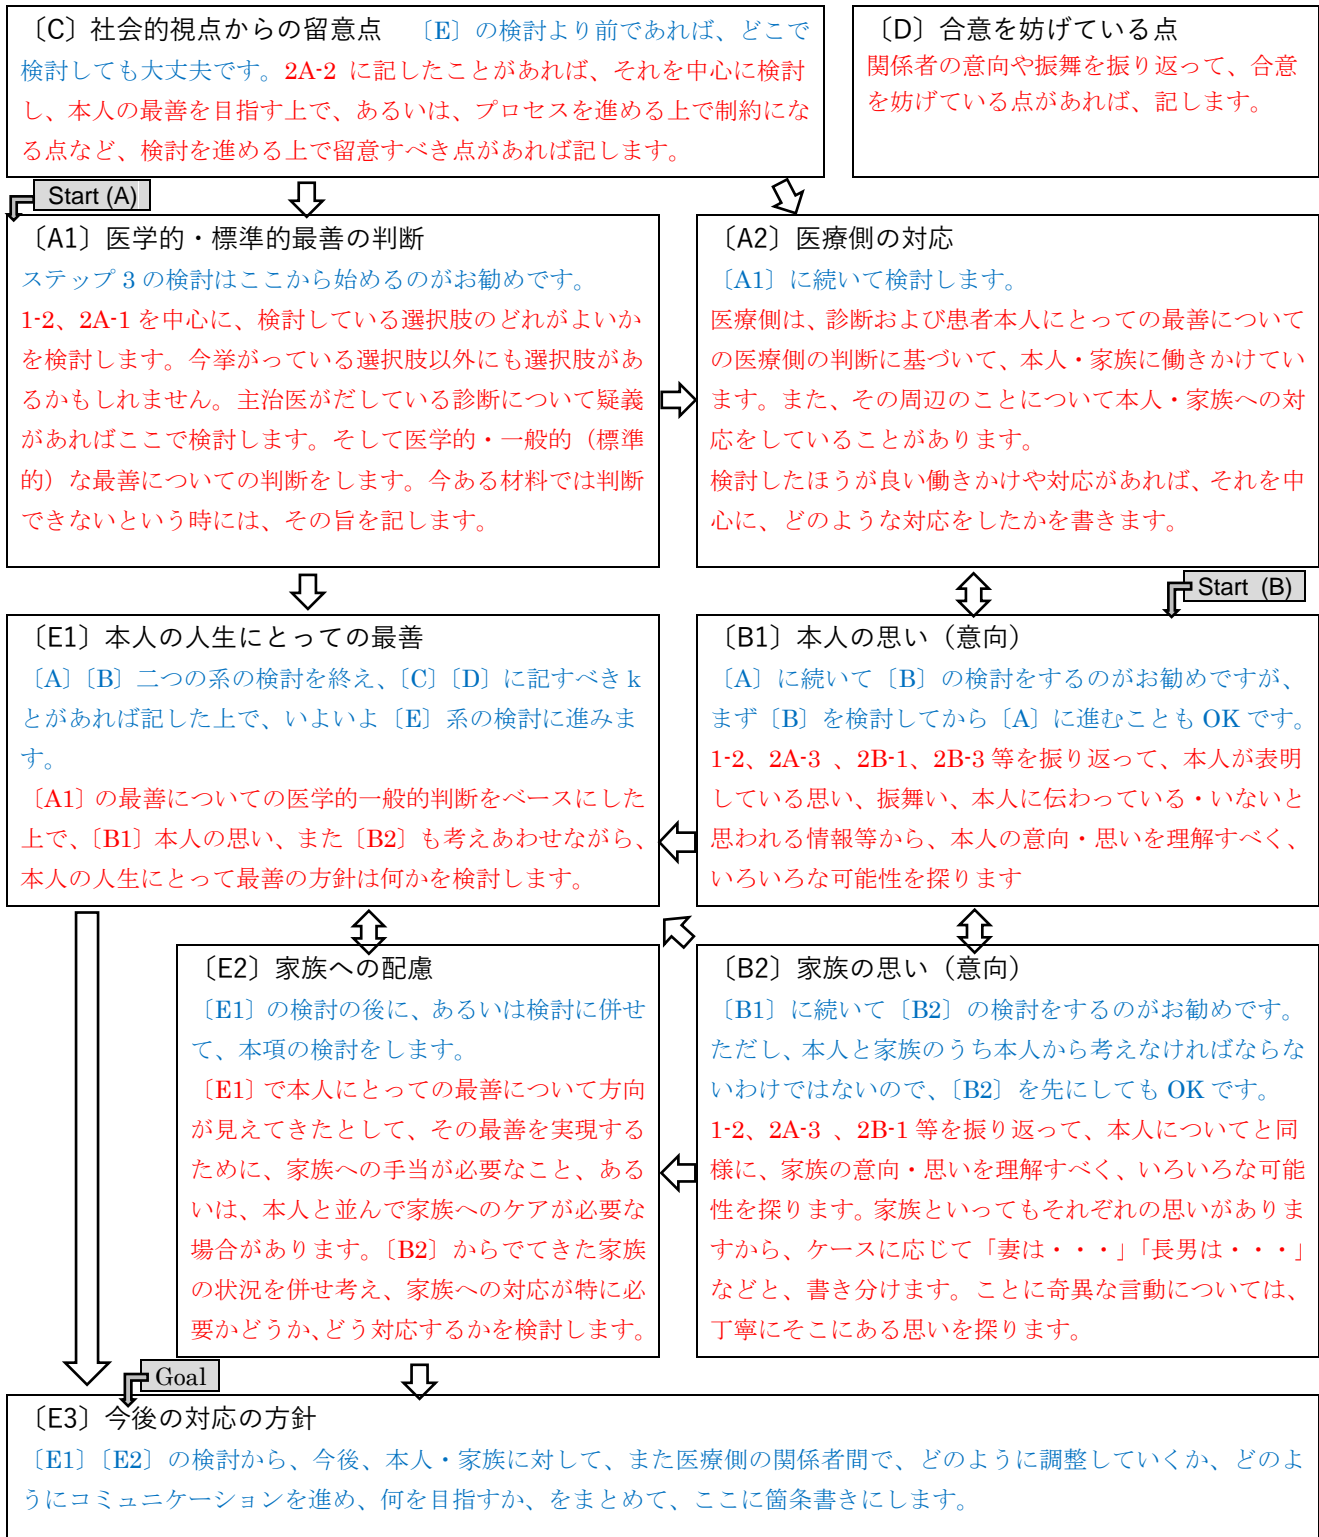 〔C〕社会的視点からの留意点　〔E〕の検討より前であれば、どこで
検討しても大丈夫です。2A-2 に記したことがあれば、それを中心に検討
し、本人の最善を目指す上で、あるいは、プロセスを進める上で制約にな
る点など、検討を進める上で留意すべき点があれば記します。
〔D〕合意を妨げている点
関係者の意向や振舞を振り返って、合意
を妨げている点があれば、記します。
Start (A)
〔A1〕医学的・標準的最善の判断
ステップ 3 の検討はここから始めるのがお勧めです。
1-2、2A-1 を中心に、検討している選択肢のどれがよいか
を検討します。今挙がっている選択肢以外にも選択肢があ
るかもしれません。主治医がだしている診断について疑義
があればここで検討します。そして医学的・一般的（標準
的）な最善についての判断をします。今ある材料では判断
できないという時には、その旨を記します。
〔A2〕医療側の対応
〔A1〕に続いて検討します。
医療側は、診断および患者本人にとっての最善について
の医療側の判断に基づいて、本人・家族に働きかけてい
ます。また、その周辺のことについて本人・家族への対
応をしていることがあります。
検討したほうが良い働きかけや対応があれば、それを中
心に、どのような対応をしたかを書きます。
Start (B)
〔E1〕本人の人生にとっての最善
〔A〕〔B〕二つの系の検討を終え、〔C〕〔D〕に記すべき k
とがあれば記した上で、いよいよ〔E〕系の検討に進みま
す。
〔A1〕の最善についての医学的一般的判断をベースにした
上で、〔B1〕本人の思い、また〔B2〕も考えあわせながら、
本人の人生にとって最善の方針は何かを検討します。
〔B1〕本人の思い（意向）
〔A〕に続いて〔B〕の検討をするのがお勧めですが、
まず〔B〕を検討してから〔A〕に進むことも OK です。
1-2、2A-3 、2B-1、2B-3 等を振り返って、本人が表明
している思い、振舞い、本人に伝わっている・いないと
思われる情報等から、本人の意向・思いを理解すべく、
いろいろな可能性を探ります
〔E2〕家族への配慮
〔E1〕の検討の後に、あるいは検討に併せ
て、本項の検討をします。
〔E1〕で本人にとっての最善について方向
が見えてきたとして、その最善を実現する
ために、家族への手当が必要なこと、ある
いは、本人と並んで家族へのケアが必要な
場合があります。〔B2〕からでてきた家族
の状況を併せ考え、家族への対応が特に必
要かどうか、どう対応するかを検討します。
〔B2〕家族の思い（意向）
〔B1〕に続いて〔B2〕の検討をするのがお勧めです。
ただし、本人と家族のうち本人から考えなければならな
いわけではないので、〔B2〕を先にしても OK です。
1-2、2A-3 、2B-1 等を振り返って、本人についてと同
様に、家族の意向・思いを理解すべく、いろいろな可能
性を探ります。家族といってもそれぞれの思いがありま
すから、ケースに応じて「妻は・・・」「長男は・・・」
などと、書き分けます。ことに奇異な言動については、
丁寧にそこにある思いを探ります。
Goal
〔E3〕今後の対応の方針
〔E1〕〔E2〕の検討から、今後、本人・家族に対して、また医療側の関係者間で、どのように調整していくか、どのよ
うにコミュニケーションを進め、何を目指すか、をまとめて、ここに箇条書きにします。